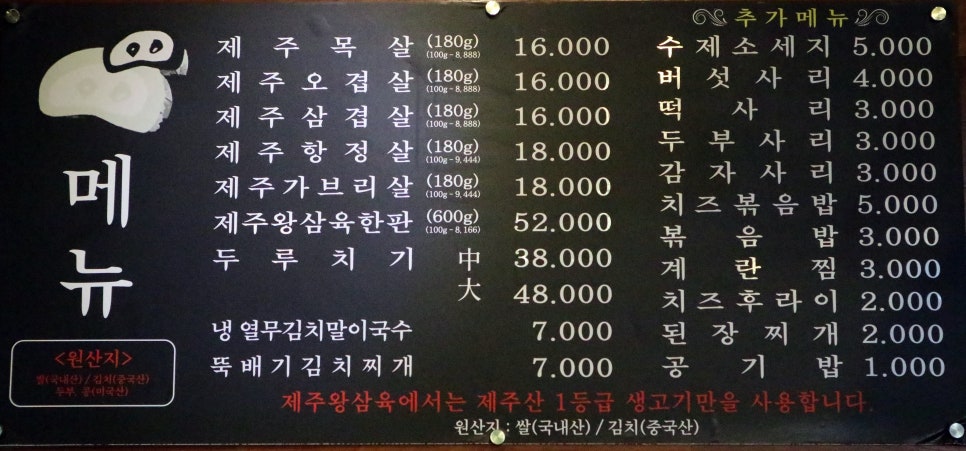 메뉴
<원산지>
쌀(국내산) / 김치(중국산)
두부 콩(미국산)
제주목살 (180g) (100g - 8,888) 16.000
제주오겹살 (180g) (100g - 8,888) 16.000
제주삼겹살 (180g) (100g - 8,888) 16.000
제주항정살 (180g) (100g - 9,444) 18.000
제주가브리살 (180g) (100g - 9,444) 18.000
제주왕삼육한판 (600g) (100g - 8,166) 52.000
두루치기 中 38.000
大 48.000
냉열무김치말이국수 7.000
뚝배기김치찌개 7.000
추가메뉴
수제소세지 5.000
버섯사리 4.000
떡사리 3.000
두부사리 3.000
감자사리 3.000
치즈볶음밥 5.000
볶음밥 3.000
계란찜 3.000
치즈후라이 2.000
된장찌개 2.000
공기밥 1.000
제주왕삼육에서는 제주산 1등급 생고기만을 사용합니다.
원산지 : 쌀(국내산) / 김치(중국산)